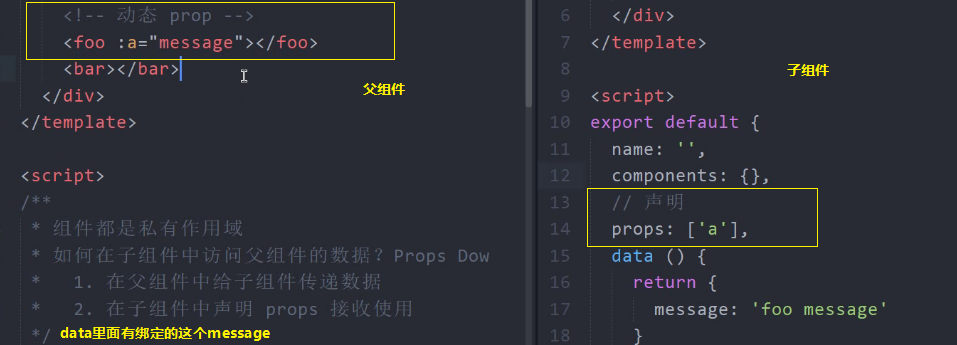 <!-- 动态 prop -->
<foo :a="message"></foo>
<bar></bar>
</div>
</template>
父组件
<script>
/**
* 组件都是私有作用域
* 如何在子组件中访问父组件的数据? Props Dow
* 1. 在父组件中给子组件传递数据
* 2. 在子组件中声明 props 接收使用
*/ data里面有绑定的这个message
6 </div>
7 </template>
8
子组件
9 <script>
10 export default {
11 name: '',
12 components: {},
13 // 声明
14 props: ['a'],
15 data () {
16 return {
17 message: 'foo message'
18 }